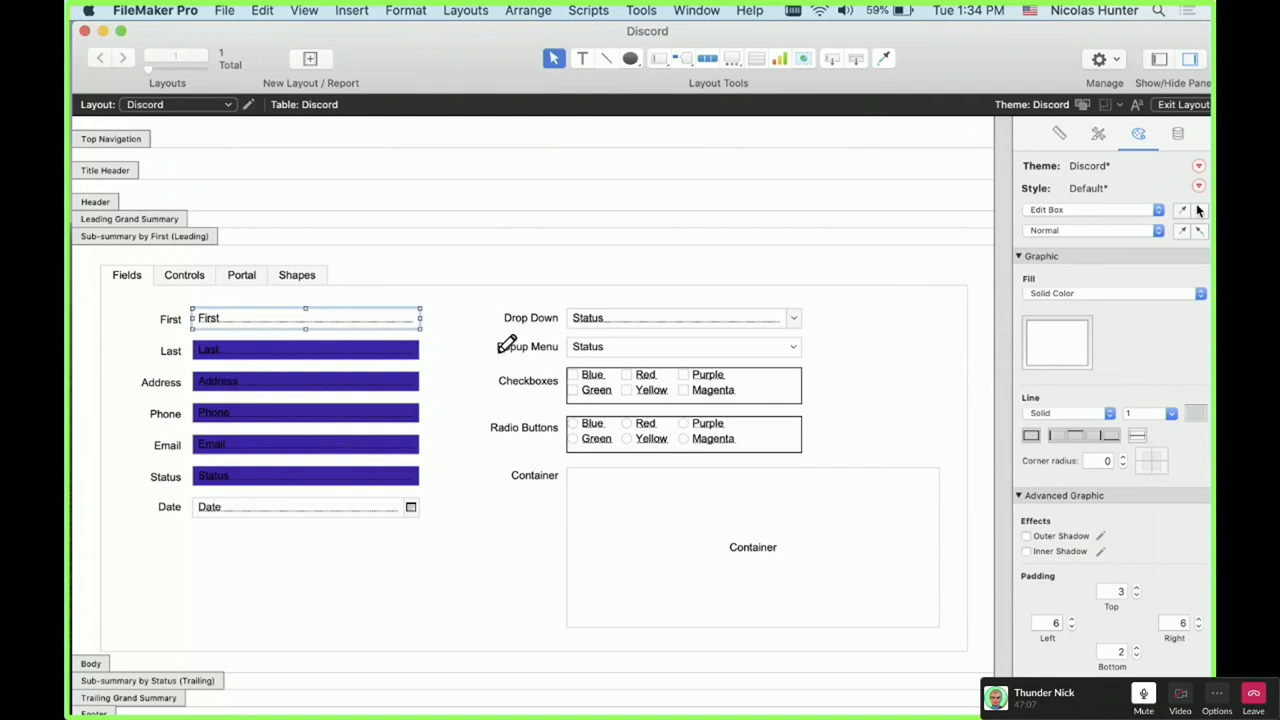 FileMaker Pro File Edit View Insert Format Layouts Arrange Scripts Tools Window Help 59% Tue 1:34 PM Nicolas Hunter
Discord
1
1
Total
Layouts
New Layout / Report
T
Layout Tools
Manage
Show/Hide Pane
Layout: Discord
Table: Discord
Theme: Discord
Aa
Exit Layout
Top Navigation
Title Header
Header
Leading Grand Summary
Sub-summary by First (Leading)
Fields Controls Portal Shapes
First First
Last Last
Address Address
Phone Phone
Email Email
Status Status
Date Date
Drop Down Status
Popup Menu Status
Checkboxes Blue Red Purple
Green Yellow Magenta
Radio Buttons Blue Red Purple
Green Yellow Magenta
Container
Container
Body
Sub-summary by Status (Trailing)
Trailing Grand Summary
Footer
Theme: Discord*
Style: Default*
Edit Box
Normal
Graphic
Fill
Solid Color
Line
Solid 1
Corner radius: 0
Advanced Graphic
Effects
Outer Shadow
Inner Shadow
Padding
3
Top
6
Left
6
Right
2
Bottom
Thunder Nick
47:07
Mute Video Options Leave